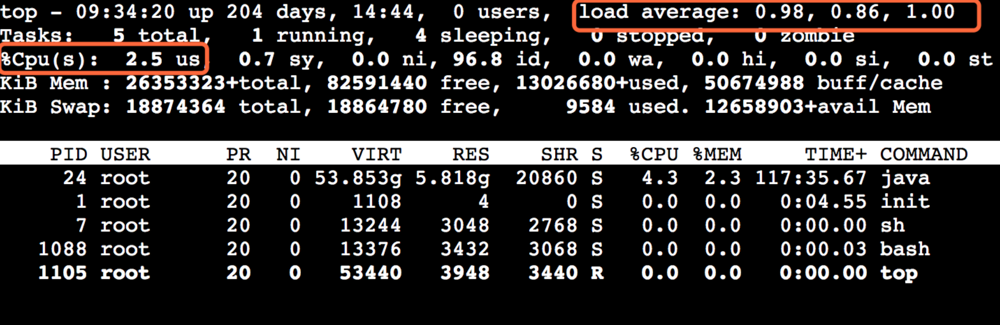 top - 09:34:20 up 204 days, 14:44,  0 users,  load average: 0.98, 0.86, 1.00
Tasks:   5 total,   1 running,   4 sleeping,   0 stopped,   0 zombie
%Cpu(s):  2.5 us,  0.7 sy,  0.0 ni, 96.8 id,  0.0 wa,  0.0 hi,  0.0 si,  0.0 st
KiB Mem : 26353323+total, 82591440 free, 13026680+used, 50674988 buff/cache
KiB Swap: 18874364 total, 18864780 free,     9584 used. 12658903+avail Mem
PID USER      PR  NI    VIRT    RES    SHR S  %CPU %MEM     TIME+ COMMAND
24 root      20   0 53.853g 5.818g  20860 S   4.3  2.3 117:35.67 java
1 root      20   0    1108      4      0 S   0.0  0.0   0:04.55 init
7 root      20   0   13244   3048   2768 S   0.0  0.0   0:00.00 sh
1088 root      20   0   13376   3432   3068 S   0.0  0.0   0:00.03 bash
1105 root      20   0   53440   3948   3440 R   0.0  0.0   0:00.00 top